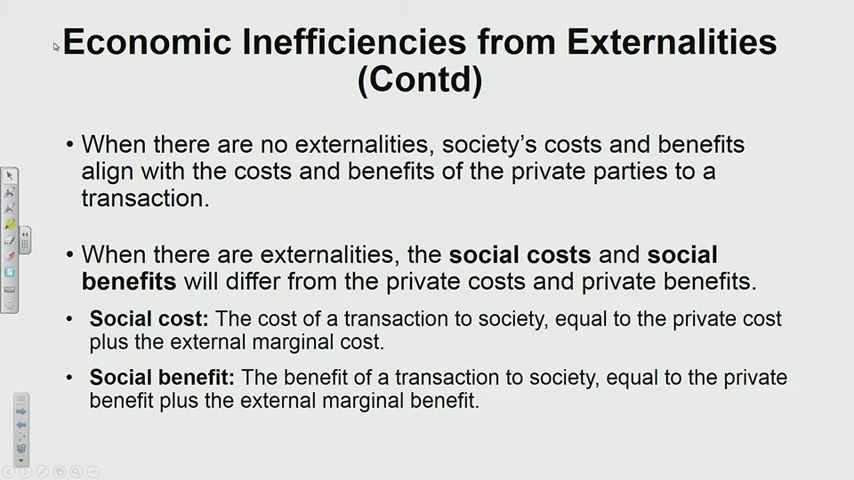 Economic Inefficiencies from Externalities
(Contd)
• When there are no externalities, society's costs and benefits
align with the costs and benefits of the private parties to a
transaction.
• When there are externalities, the social costs and social
benefits will differ from the private costs and private benefits.
• Social cost: The cost of a transaction to society, equal to the private cost
plus the external marginal cost.
• Social benefit: The benefit of a transaction to society, equal to the private
benefit plus the external marginal benefit.